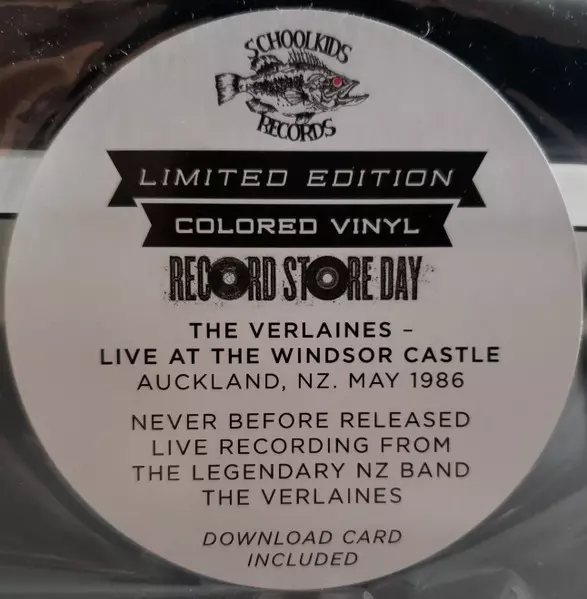 SCHOOLKIDS
RECORDS
LIMITED EDITION
COLORED VINYL
RECORD STORE DAY
THE VERLAINES –
LIVE AT THE WINDSOR CASTLE
AUCKLAND, NZ. MAY 1986
NEVER BEFORE RELEASED
LIVE RECORDING FROM
THE LEGENDARY NZ BAND
THE VERLAINES
DOWNLOAD CARD
INCLUDED